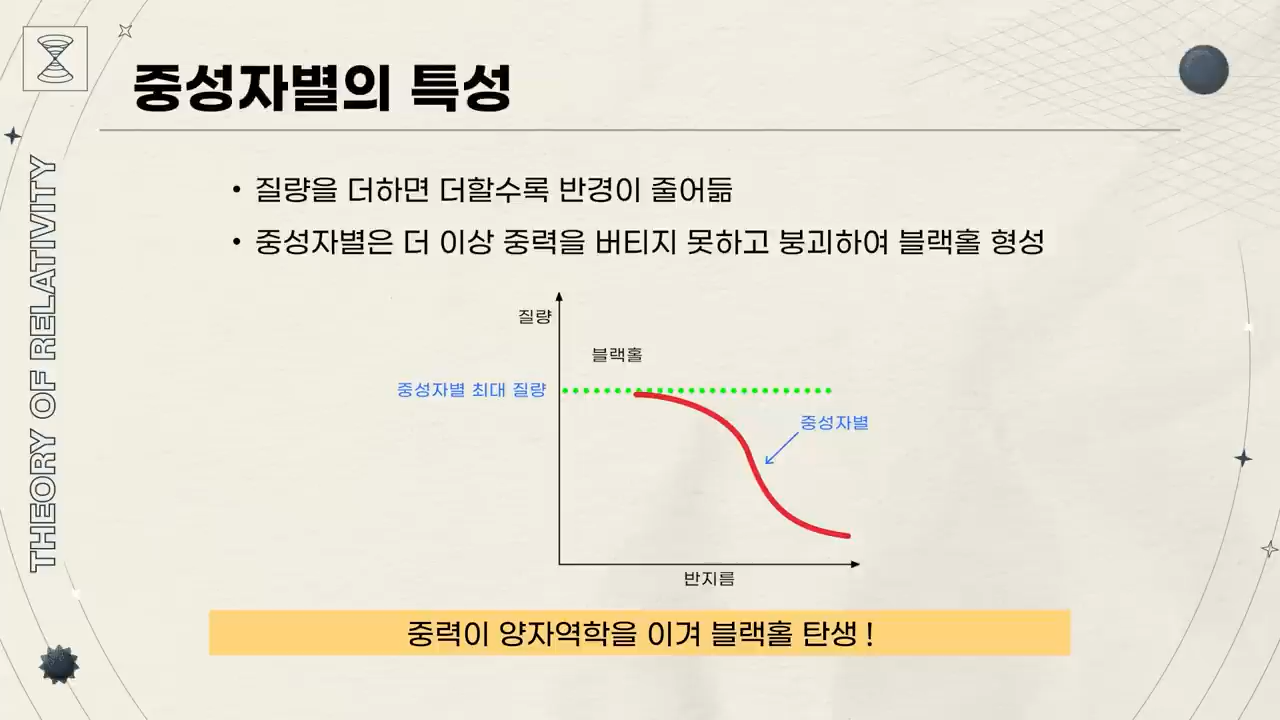 중성자별의 특성
THEORY OF RELATIVITY
• 질량을 더하면 더할수록 반경이 줄어듦
• 중성자별은 더 이상 중력을 버티지 못하고 붕괴하여 블랙홀 형성
질량
블랙홀
중성자별 최대 질량
중성자별
반지름
중력이 양자역학을 이겨 블랙홀 탄생 !